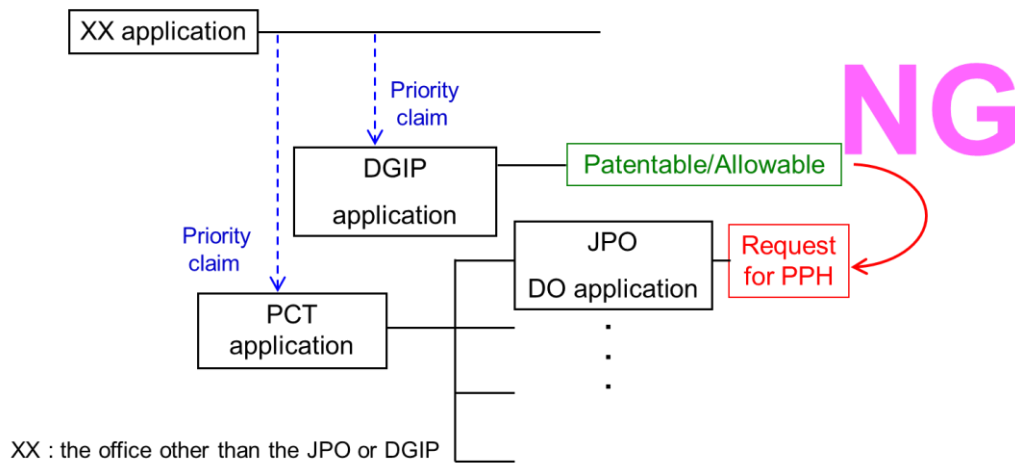 XX application
NG
Priority
claim
DGIP
application
Patentable/Allowable
Priority
claim
JPO
DO application
Request
for PPH
PCT
application
XX : the office other than the JPO or DGIP